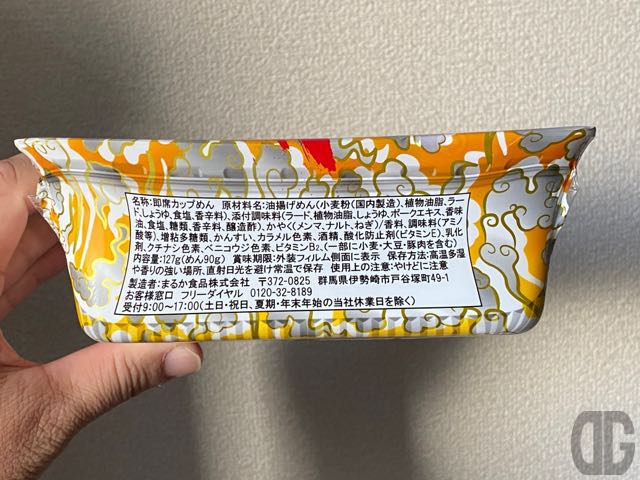 名称:即席カップめん 原材料名:油揚げめん(小麦粉(国内製造)、植物油脂、ラー
ド、しょうゆ、食塩、香辛料)、添付調味料(ラード、植物油脂、しょうゆ、ポークエキス、香味
油、食塩、糖類、香辛料、醸造酢)、かやく(メンマ、ナルト、ねぎ)/香料、調味料(アミノ
酸等)、増粘多糖類、かんすい、カラメル色素、酒精、酸化防止剤(ビタミンE)、乳化
剤、クチナシ色素、ベニコウジ色素、ビタミンB₂、(一部に小麦・大豆・豚肉を含む)
内容量:127g(めん90g) 賞味期限:外装フィルム側面に表示 保存方法:高温多湿
や香りの強い場所、直射日光を避け常温で保存 使用上の注意:やけどに注意
製造者:まるか食品株式会社 〒372-0825 群馬県伊勢崎市戸谷塚町49-1
お客様窓口 フリーダイヤル 0120-32-8189
受付9:00~17:00(土日・祝日、夏期・年末年始の当社休業日を除く)
DG